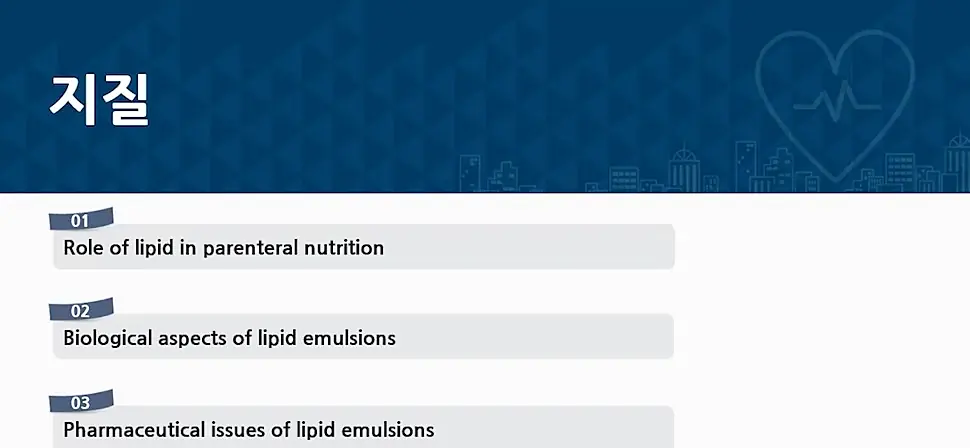 지질
01
Role of lipid in parenteral nutrition
02
Biological aspects of lipid emulsions
03
Pharmaceutical issues of lipid emulsions